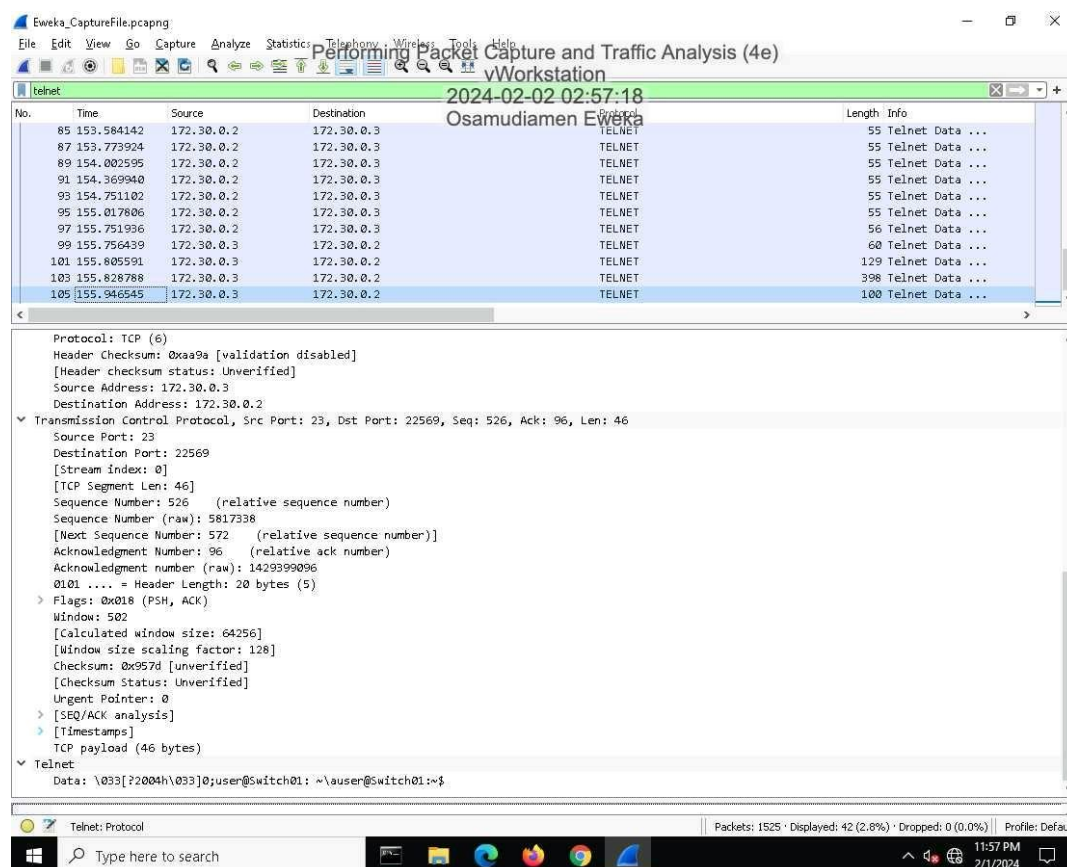 Eweka_CaptureFile.pcapng
File Edit View Go Capture Analyze Statistics Telephony Wireless Tools Help
Performing Packet Capture and Traffic Analysis (4e)
vWorkstation
2024-02-02 02:57:18
Osamudiamen Eweka
telnet
No. Time Source Destination Protocol Length Info
85 153.584142 172.30.0.2 172.30.0.3 TELNET 55 Telnet Data ...
87 153.773924 172.30.0.2 172.30.0.3 TELNET 55 Telnet Data ...
89 154.002595 172.30.0.2 172.30.0.3 TELNET 55 Telnet Data ...
91 154.369940 172.30.0.2 172.30.0.3 TELNET 55 Telnet Data ...
93 154.751102 172.30.0.2 172.30.0.3 TELNET 55 Telnet Data ...
95 155.017806 172.30.0.2 172.30.0.3 TELNET 55 Telnet Data ...
97 155.751936 172.30.0.2 172.30.0.3 TELNET 56 Telnet Data ...
99 155.756439 172.30.0.3 172.30.0.2 TELNET 60 Telnet Data ...
101 155.805591 172.30.0.3 172.30.0.2 TELNET 129 Telnet Data ...
103 155.828788 172.30.0.3 172.30.0.2 TELNET 398 Telnet Data ...
105 155.946545 172.30.0.3 172.30.0.2 TELNET 100 Telnet Data ...
Protocol: TCP (6)
Header Checksum: 0xaa9a [validation disabled]
[Header checksum status: Unverified]
Source Address: 172.30.0.3
Destination Address: 172.30.0.2
Transmission Control Protocol, Src Port: 23, Dst Port: 22569, Seq: 526, Ack: 96, Len: 46
Source Port: 23
Destination Port: 22569
[Stream index: 0]
[TCP Segment Len: 46]
Sequence Number: 526 (relative sequence number)
Sequence Number (raw): 5817338
[Next Sequence Number: 572 (relative sequence number)]
Acknowledgment Number: 96 (relative ack number)
Acknowledgment number (raw): 1429399096
0101 .... = Header Length: 20 bytes (5)
Flags: 0x018 (PSH, ACK)
Window: 502
[Calculated window size: 64256]
[Window size scaling factor: 128]
Checksum: 0x957d [unverified]
[Checksum Status: Unverified]
Urgent Pointer: 0
[SEQ/ACK analysis]
[Timestamps]
TCP payload (46 bytes)
Telnet
Data: \033[?2004h\033]0;user@Switch01: ~\auser@Switch01:~$
Telnet: Protocol
Packets: 1525 · Displayed: 42 (2.8%) · Dropped: 0 (0.0%)
Profile: Defau
Type here to search
11:57 PM
2/1/2024